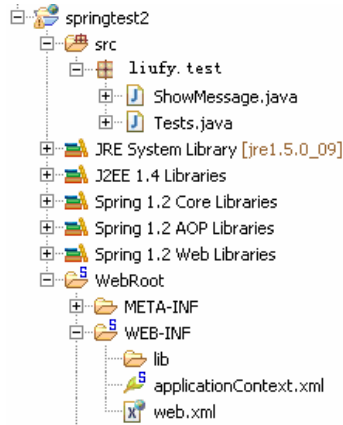 springtest2
src
liufy.test
ShowMessage.java
Tests.java
JRE System Library [jre1.5.0_09]
J2EE 1.4 Libraries
Spring 1.2 Core Libraries
Spring 1.2 AOP Libraries
Spring 1.2 Web Libraries
WebRoot
META-INF
WEB-INF
lib
applicationContext.xml
web.xml